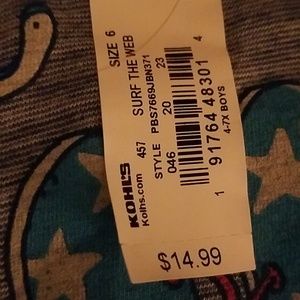 SIZE 6
SURF THE WEB
457
STYLE PBS7669JBN371
046
20
23
4
KOHL'S
Kohls.com
1 91764 48301
4-7X BOYS
$14.99